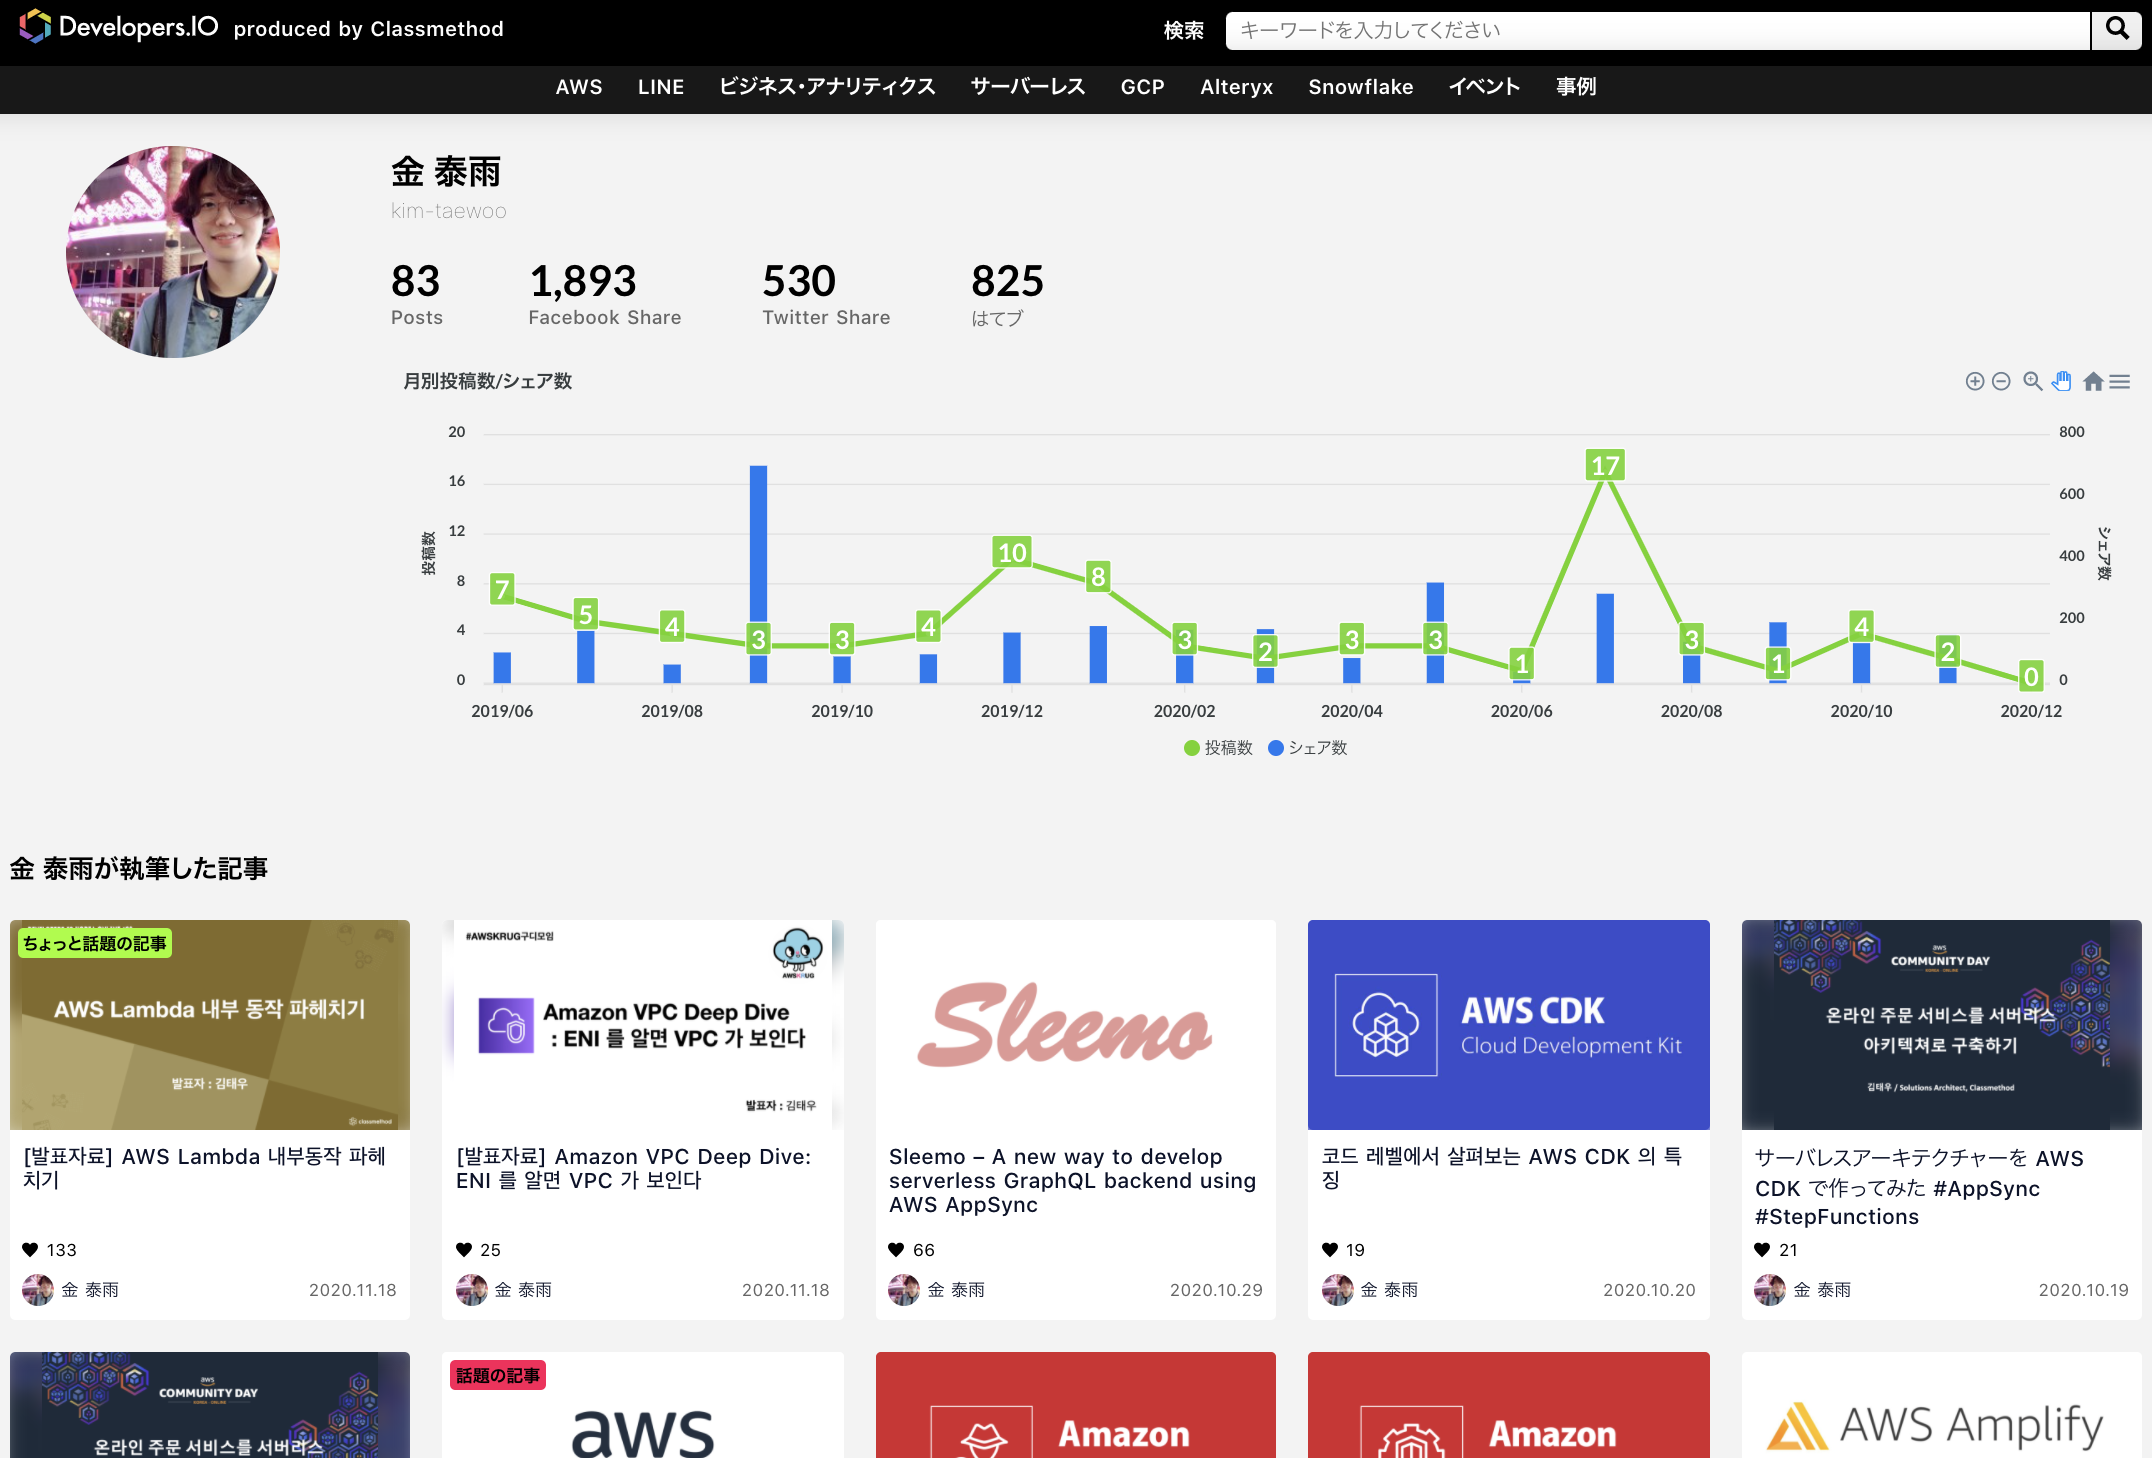 Developers.IO produced by Classmethod
検索 キーワードを入力してください
AWS LINE ビジネス・アナリティクス サーバーレス GCP Alteryx Snowflake イベント 事例
金 泰雨
kim-taewoo
83 1,893 530 825
Posts Facebook Share Twitter Share はてブ
月別投稿数/シェア数
投稿数
シェア数
20
16
12
8
4
0
800
600
400
200
0
7 5 4 3 3 4 10 8 3 2 3 3 1 17 3 1 4 2 0
2019/06 2019/08 2019/10 2019/12 2020/02 2020/04 2020/06 2020/08 2020/10 2020/12
投稿数 シェア数
金 泰雨が執筆した記事
ちょっと話題の記事
AWS Lambda 내부 동작 파헤치기
발표자 : 김태우
classmethod
[발표자료] AWS Lambda 내부동작 파헤
치기
133
金 泰雨 2020.11.18
#AWSKRUG구디모임
AWSKRUG
Amazon VPC Deep Dive
: ENI 를 알면 VPC 가 보인다
발표자 : 김태우
[발표자료] Amazon VPC Deep Dive:
ENI 를 알면 VPC 가 보인다
25
金 泰雨 2020.11.18
Sleemo
Sleemo – A new way to develop
serverless GraphQL backend using
AWS AppSync
66
金 泰雨 2020.10.29
AWS CDK
Cloud Development Kit
코드 레벨에서 살펴보는 AWS CDK 의 특
징
19
金 泰雨 2020.10.20
aws
COMMUNITY DAY
온라인 주문 서비스를 서버리스
아키텍쳐로 구축하기
김태우 / Solutions Architect, Classmethod
サーバレスアーキテクチャーを AWS
CDK で作ってみた #AppSync
#StepFunctions
21
金 泰雨 2020.10.19
aws
COMMUNITY DAY
온라인 주문 서비스를 서버리스
話題の記事
aws
Amazon
Amazon
AWS Amplify